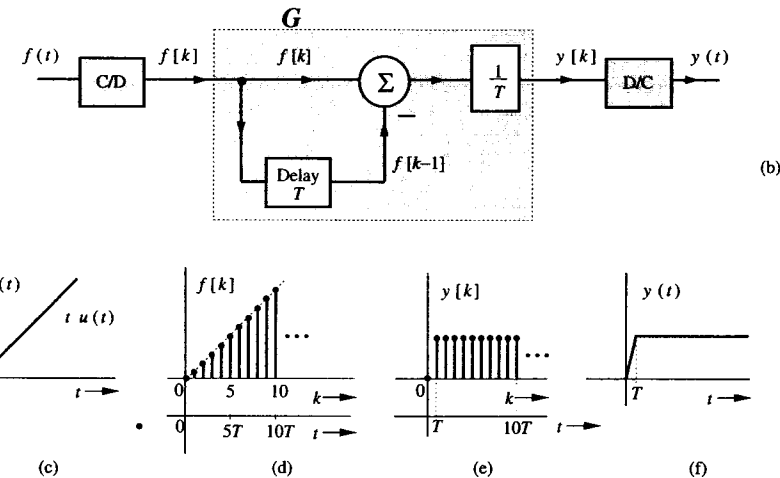 G
f(t) C/D f[k] f[k] Σ 1/T y[k] D/C y(t)
−
Delay T
f[k−1]
(b)
(t)
t u(t)
t
(c)
f[k]
...
0 5 10
k
0 5T 10T t
(d)
y[k]
...
0
k
T 10T t
(e)
y(t)
T t
(f)